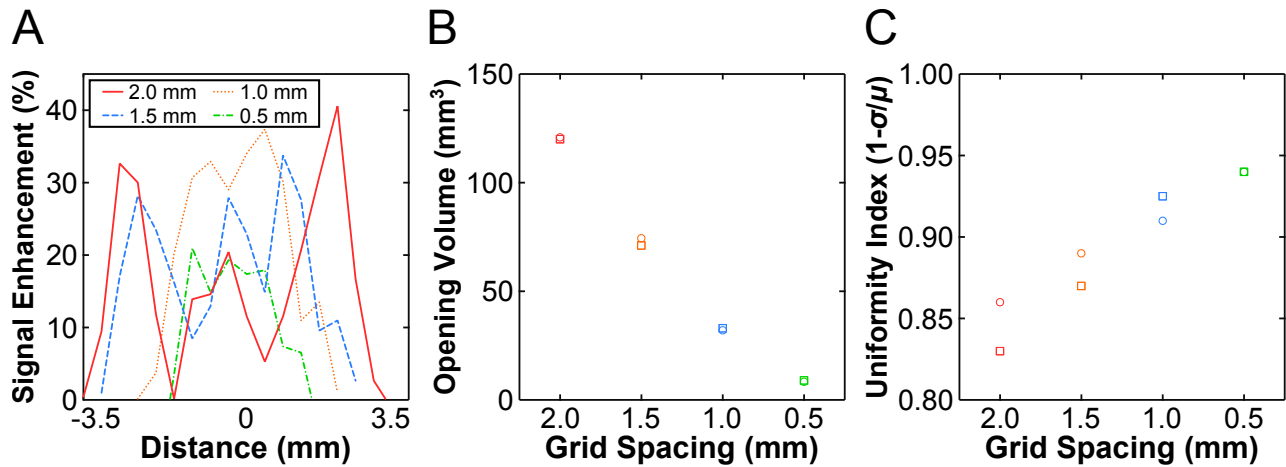 A
Signal Enhancement (%)
40
30
20
10
0
2.0 mm
1.0 mm
1.5 mm
0.5 mm
-3.5
0
3.5
Distance (mm)
B
Opening Volume (mm³)
150
100
50
0
2.0
1.5
1.0
0.5
Grid Spacing (mm)
C
Uniformity Index (1-σ/μ)
1.00
0.95
0.90
0.85
0.80
2.0
1.5
1.0
0.5
Grid Spacing (mm)